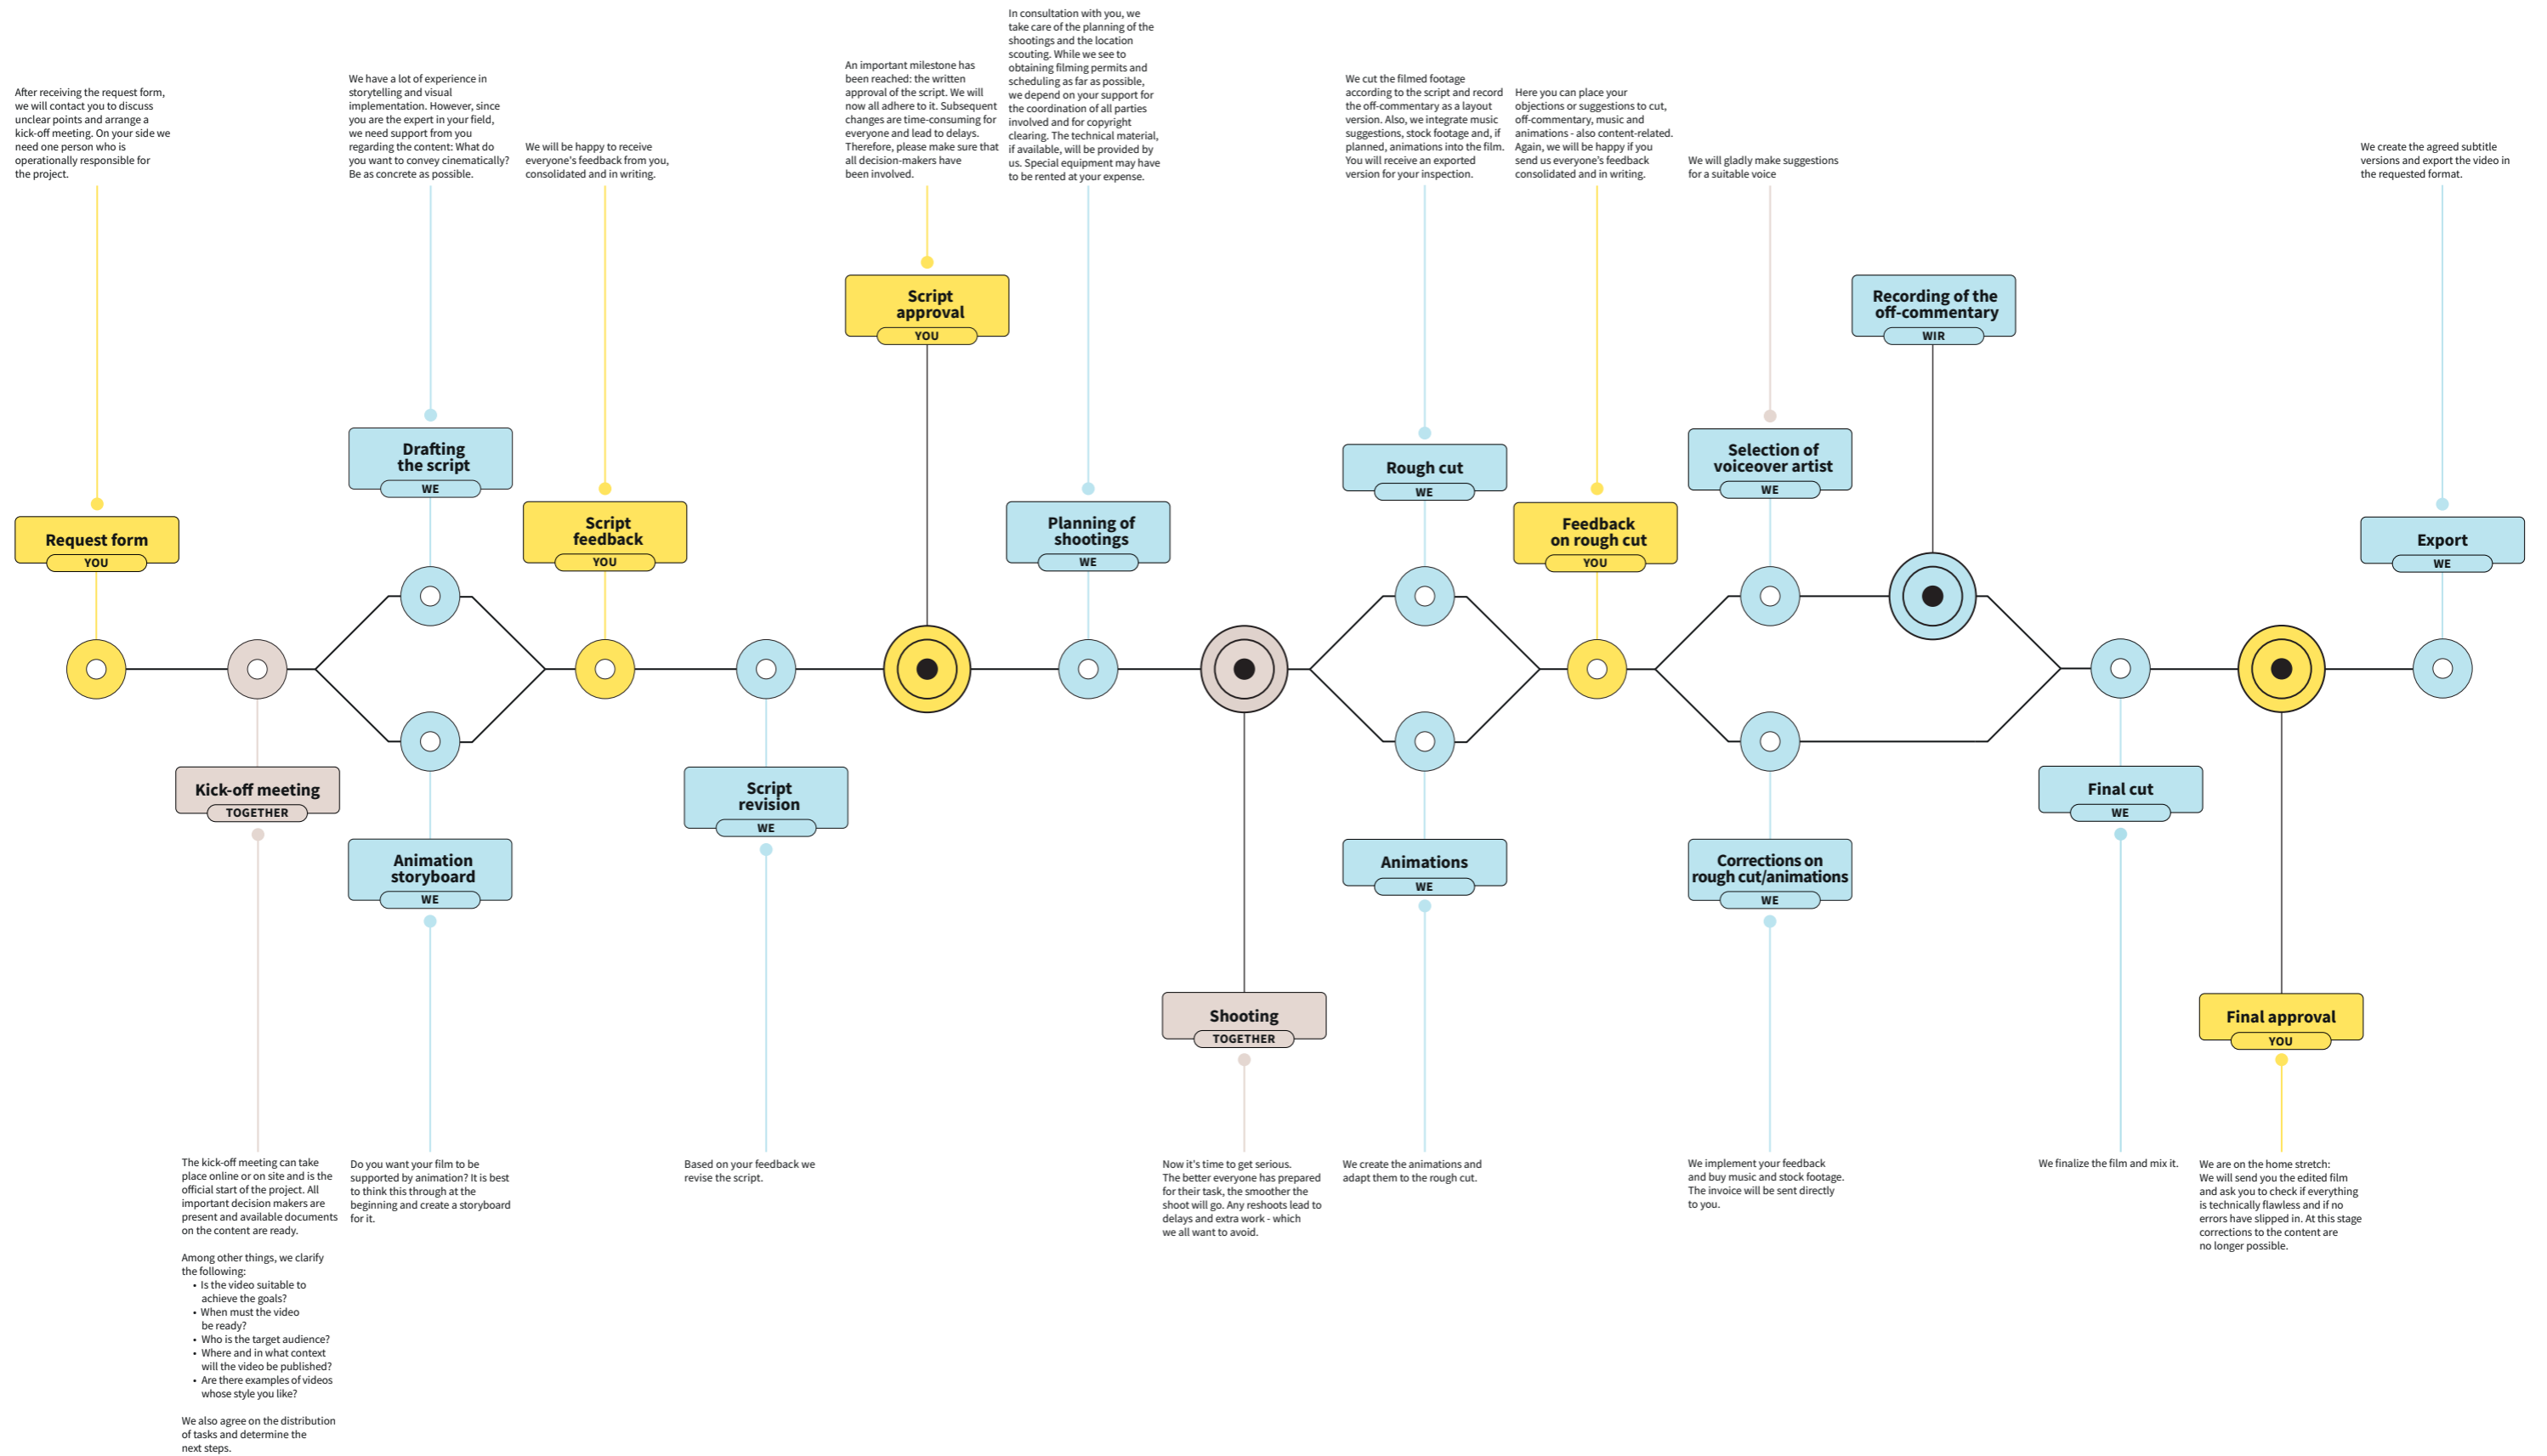 After receiving the request form,
we will contact you to discuss
unclear points and arrange a
kick-off meeting. On your side we
need one person who is
operationally responsible for
the project.
Request form
YOU
Kick-off meeting
TOGETHER
The kick-off meeting can take
place online or on site and is the
official start of the project. All
important decision makers are
present and available documents
on the content are ready.
Among other things, we clarify
the following:
• Is the video suitable to
achieve the goals?
• When must the video
be ready?
• Who is the target audience?
• Where and in what context
will the video be published?
• Are there examples of videos
whose style you like?
We also agree on the distribution
of tasks and determine the
next steps.
We have a lot of experience in
storytelling and visual
implementation. However, since
you are the expert in your field,
we need support from you
regarding the content: What do
you want to convey cinematically?
Be as concrete as possible.
Drafting
the script
WE
Animation
storyboard
WE
Do you want your film to be
supported by animation? It is best
to think this through at the
beginning and create a storyboard
for it.
We will be happy to receive
everyone's feedback from you,
consolidated and in writing.
Script
feedback
YOU
Script
revision
WE
Based on your feedback we
revise the script.
An important milestone has
been reached: the written
approval of the script. We will
now all adhere to it. Subsequent
changes are time-consuming for
everyone and lead to delays.
Therefore, please make sure that
all decision-makers have
been involved.
Script
approval
YOU
In consultation with you, we
take care of the planning of the
shootings and the location
scouting. While we see to
obtaining filming permits and
scheduling as far as possible,
we depend on your support for
the coordination of all parties
involved and for copyright
clearing. The technical material,
if available, will be provided by
us. Special equipment may have
to be rented at your expense.
Planning of
shootings
WE
Shooting
TOGETHER
Now it's time to get serious.
The better everyone has prepared
for their task, the smoother the
shoot will go. Any reshoots lead to
delays and extra work - which
we all want to avoid.
We cut the filmed footage
according to the script and record
the off-commentary as a layout
version. Also, we integrate music
suggestions, stock footage and, if
planned, animations into the film.
You will receive an exported
version for your inspection.
Rough cut
WE
Animations
WE
We create the animations and
adapt them to the rough cut.
Here you can place your
objections or suggestions to cut,
off-commentary, music and
animations - also content-related.
Again, we will be happy if you
send us everyone's feedback
consolidated and in writing.
Feedback
on rough cut
YOU
We will gladly make suggestions
for a suitable voice
Selection of
voiceover artist
WE
Corrections on
rough cut/animations
WE
We implement your feedback
and buy music and stock footage.
The invoice will be sent directly
to you.
Recording of the
off-commentary
WIR
Final cut
WE
We finalize the film and mix it.
Final approval
YOU
We are on the home stretch:
We will send you the edited film
and ask you to check if everything
is technically flawless and if no
errors have slipped in. At this stage
corrections to the content are
no longer possible.
We create the agreed subtitle
versions and export the video in
the requested format.
Export
WE